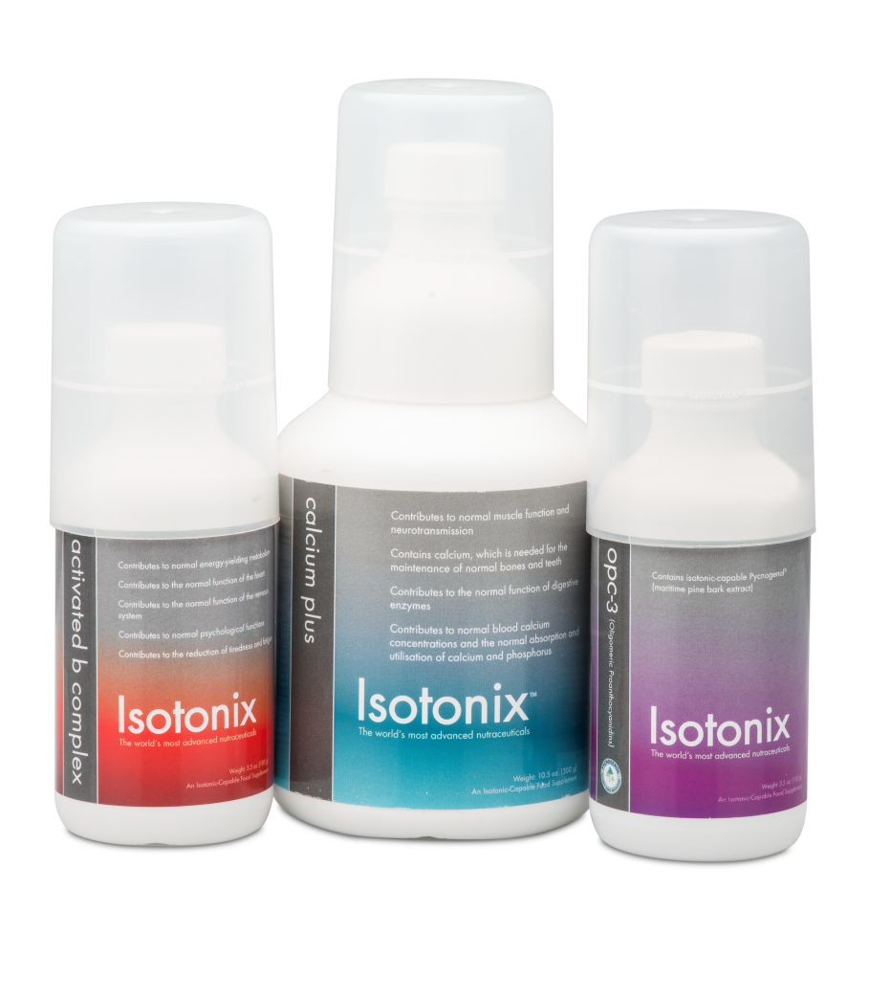 activated b complex
Contributes to normal energy-yielding metabolism
Contributes to the normal function of the heart
Contributes to the normal function of the nervous
system
Contributes to normal psychological functions
Contributes to the reduction of tiredness and fatigue
Isotonix
The world's most advanced nutraceuticals
Weight 3.5 oz. (100 g)
An Isotonic-Capable Food Supplement
calcium plus
Contributes to normal muscle function and
neurotransmission
Contains calcium, which is needed for the
maintenance of normal bones and teeth
Contributes to the normal function of digestive
enzymes
Contributes to normal blood calcium
concentrations and the normal absorption and
utilisation of calcium and phosphorus
Isotonix™
The world's most advanced nutraceuticals
Weight: 10.5 oz. (300 g)
An Isotonic-Capable Food Supplement
Isotonix
opc-3 (Oligomeric Proanthocyanidins)
Contains isotonic-capable Pycnogenol®
(maritime pine bark extract)
Isotonix
The world's most advanced nutraceuticals
Weight 3.5 oz. (100 g)
An Isotonic-Capable Food Supplement